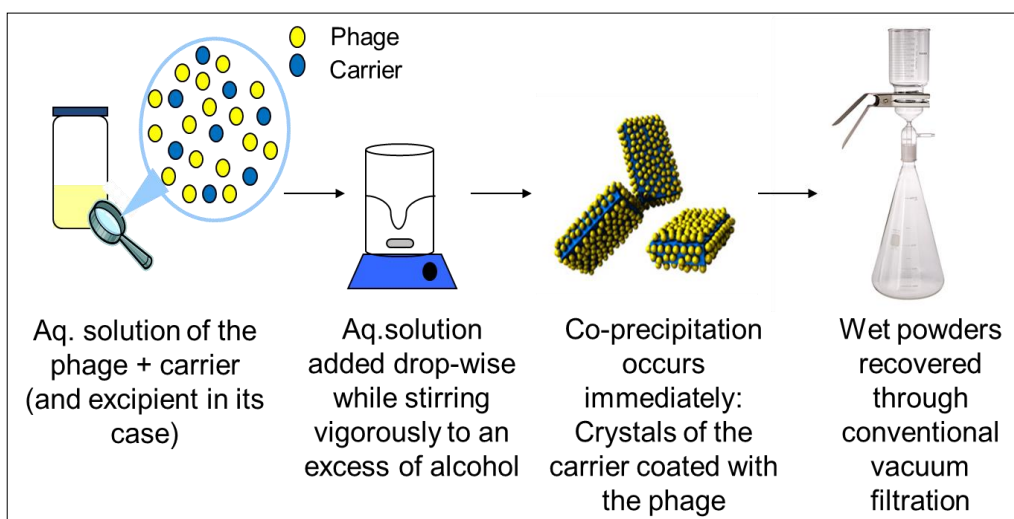 Phage
Carrier
Aq. solution of the
phage + carrier
(and excipient in its
case)
Aq.solution
added drop-wise
while stirring
vigorously to an
excess of alcohol
Co-precipitation
occurs
immediately:
Crystals of the
carrier coated with
the phage
Wet powders
recovered
through
conventional
vacuum
filtration